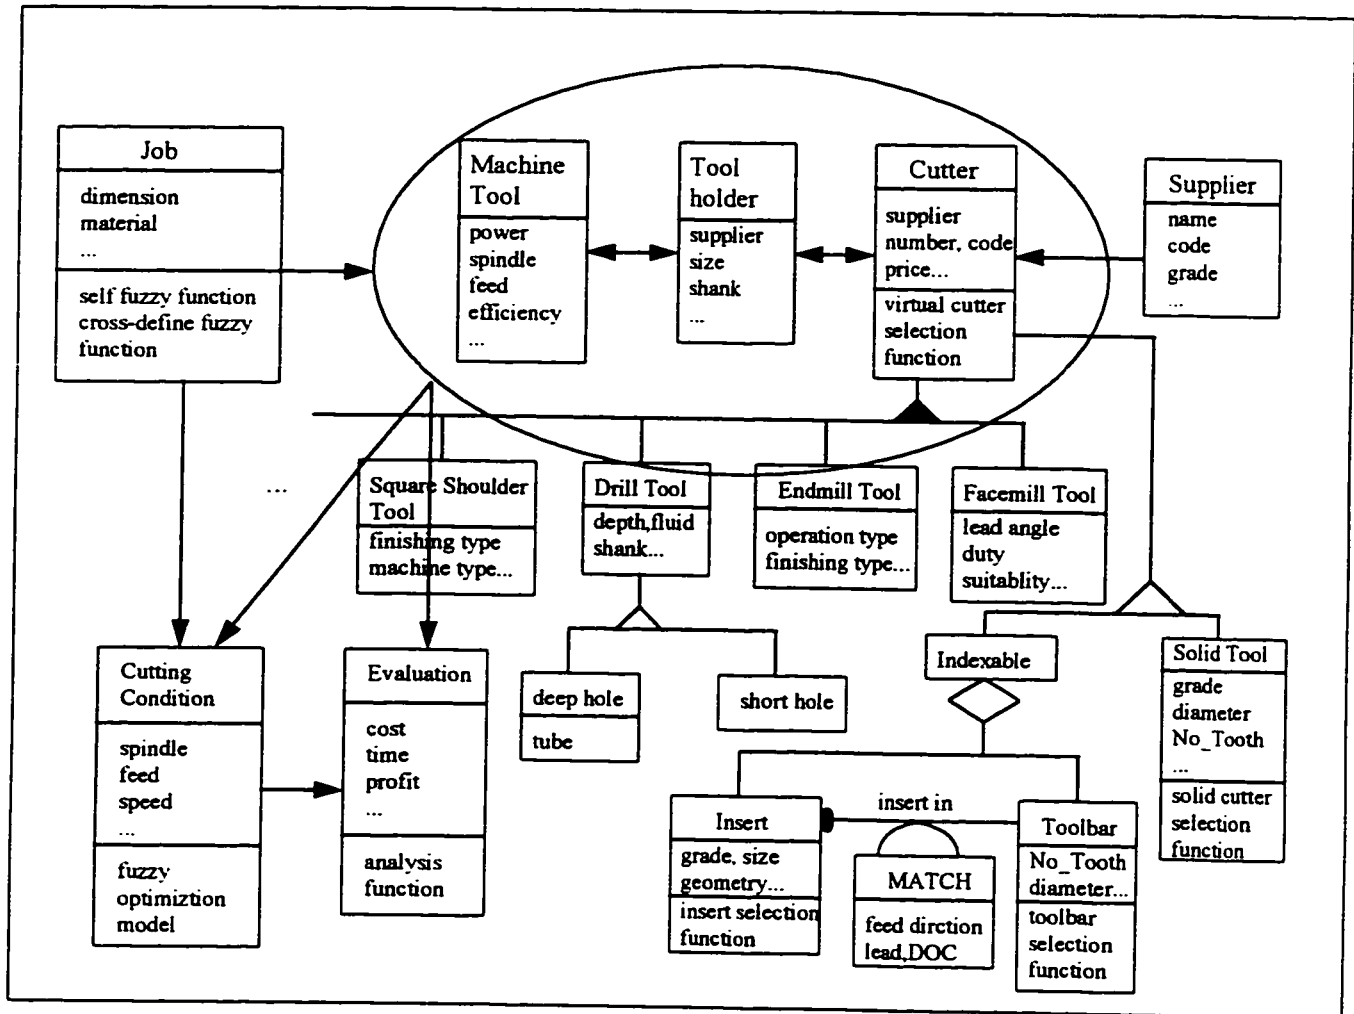 Job
dimension
material
...
self fuzzy function
cross-define fuzzy
function
Machine
Tool
power
spindle
feed
efficiency
...
Tool
holder
supplier
size
shank
...
Cutter
supplier
number, code
price...
virtual cutter
selection
function
Supplier
name
code
grade
...
...
Square Shoulder
Tool
finishing type
machine type...
Drill Tool
depth,fluid
shank...
Endmill Tool
operation type
finishing type...
Facemill Tool
lead angle
duty
suitablity...
Cutting
Condition
spindle
feed
speed
...
fuzzy
optimiztion
model
Evaluation
cost
time
profit
...
analysis
function
deep hole
tube
short hole
Indexable
Solid Tool
grade
diameter
No_Tooth
...
solid cutter
selection
function
Insert
grade, size
geometry...
insert selection
function
insert in
MATCH
feed dirction
lead,DOC
Toolbar
No_Tooth
diameter...
toolbar
selection
function